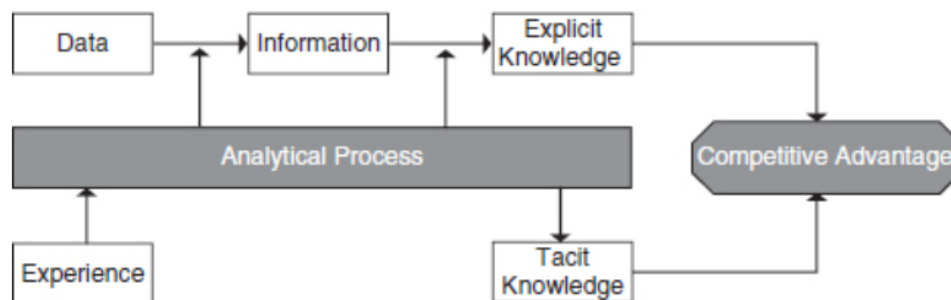 Data
Information
Explicit
Knowledge
Analytical Process
Competitive Advantage
Experience
Tacit
Knowledge